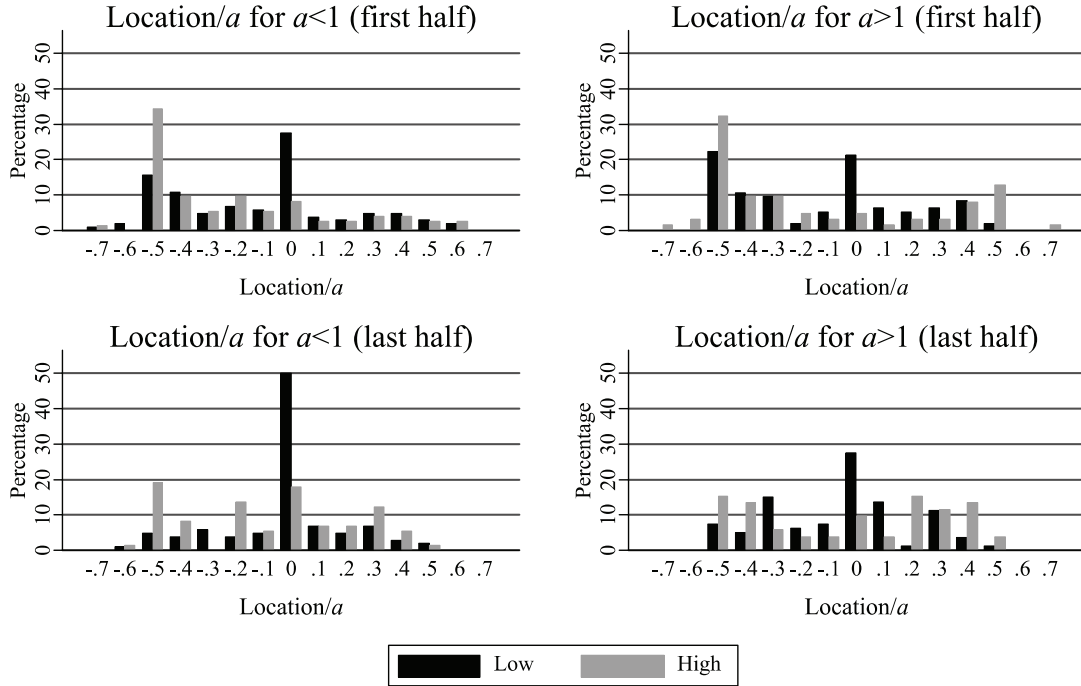 Location/a for a<1 (first half)
Percentage
0 10 20 30 40 50
-.7 -.6 -.5 -.4 -.3 -.2 -.1 0 .1 .2 .3 .4 .5 .6 .7
Location/a
Location/a for a>1 (first half)
Percentage
0 10 20 30 40 50
-.7 -.6 -.5 -.4 -.3 -.2 -.1 0 .1 .2 .3 .4 .5 .6 .7
Location/a
Location/a for a<1 (last half)
Percentage
0 10 20 30 40 50
-.7 -.6 -.5 -.4 -.3 -.2 -.1 0 .1 .2 .3 .4 .5 .6 .7
Location/a
Location/a for a>1 (last half)
Percentage
0 10 20 30 40 50
-.7 -.6 -.5 -.4 -.3 -.2 -.1 0 .1 .2 .3 .4 .5 .6 .7
Location/a
Low High